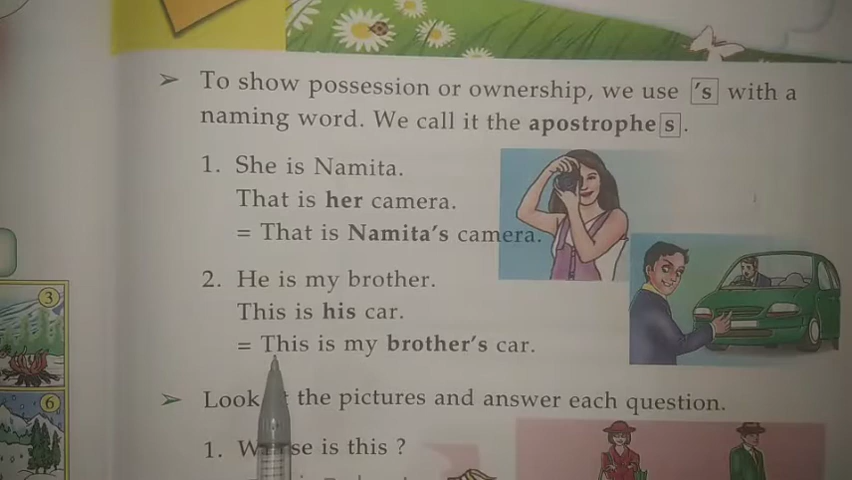 ➢ To show possession or ownership, we use 's with a
naming word. We call it the apostrophe s.
1. She is Namita.
That is her camera.
= That is Namita's camera.
2. He is my brother.
This is his car.
= This is my brother's car.
➢ Look the pictures and answer each question.
1. is this ?
3
6